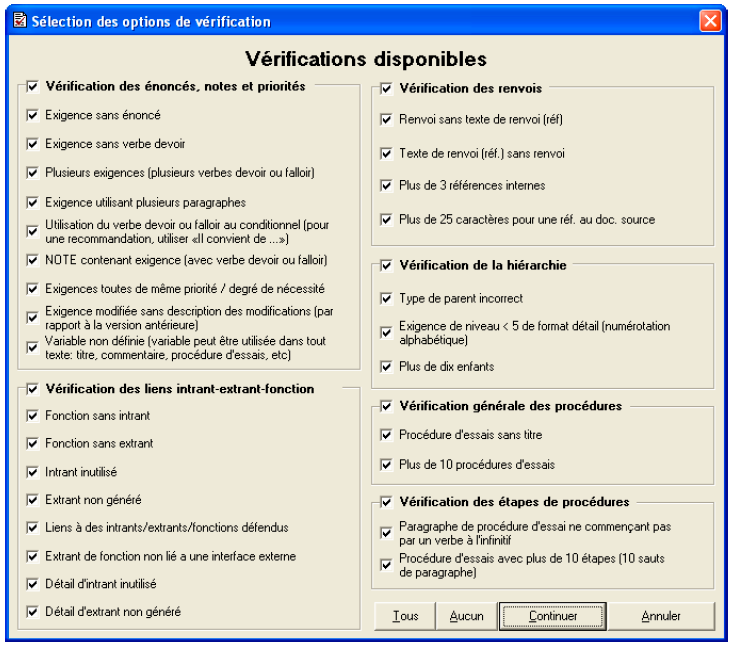 Sélection des options de vérification
Vérifications disponibles
Vérification des énoncés, notes et priorités
Exigence sans énoncé
Exigence sans verbe devoir
Plusieurs exigences (plusieurs verbes devoir ou falloir)
Exigence utilisant plusieurs paragraphes
Utilisation du verbe devoir ou falloir au conditionnel (pour
une recommandation, utiliser «Il convient de ...»)
NOTE contenant exigence (avec verbe devoir ou falloir)
Exigences toutes de même priorité / degré de nécessité
Exigence modifiée sans description des modifications (par
rapport à la version antérieure)
Variable non définie (variable peut être utilisée dans tout
texte: titre, commentaire, procédure d'essais, etc)
Vérification des liens intrant-extrant-fonction
Fonction sans intrant
Fonction sans extrant
Intrant inutilisé
Extrant non généré
Liens à des intrants/extrants/fonctions défendus
Extrant de fonction non lié a une interface externe
Détail d'intrant inutilisé
Détail d'extrant non généré
Vérification des renvois
Renvoi sans texte de renvoi (réf)
Texte de renvoi (réf.) sans renvoi
Plus de 3 références internes
Plus de 25 caractères pour une réf. au doc. source
Vérification de la hiérarchie
Type de parent incorrect
Exigence de niveau < 5 de format détail (numérotation
alphabétique)
Plus de dix enfants
Vérification générale des procédures
Procédure d'essais sans titre
Plus de 10 procédures d'essais
Vérification des étapes de procédures
Paragraphe de procédure d'essai ne commençant pas
par un verbe à l'infinitif
Procédure d'essais avec plus de 10 étapes (10 sauts
de paragraphe)
Tous Aucun Continuer Annuler